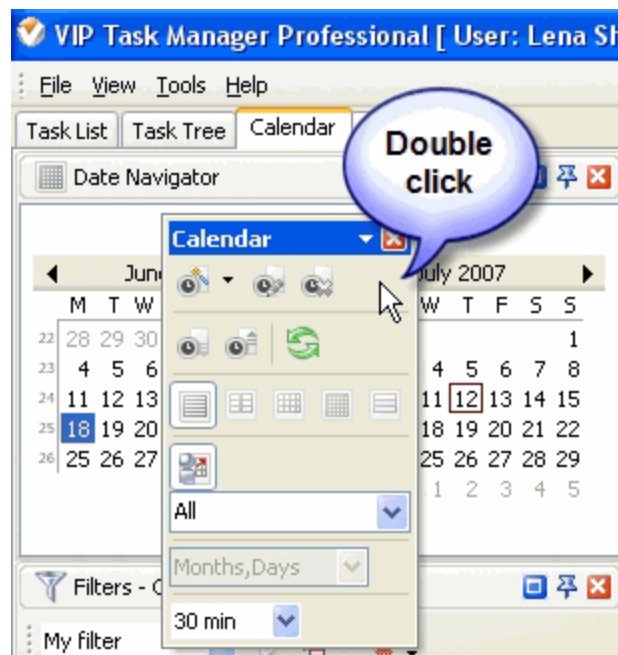 VIP Task Manager Professional [ User: Lena Sh
File View Tools Help
Task List Task Tree Calendar
Double
click
Date Navigator
Calendar
June
July 2007
M T W
W T F S S
22 28 29 30
1
23 4 5 6
4 5 6 7 8
24 11 12 13
11 12 13 14 15
25 18 19 20
18 19 20 21 22
26 25 26 27
25 26 27 28 29
1 2 3 4 5
All
Months,Days
30 min
Filters - C
My filter